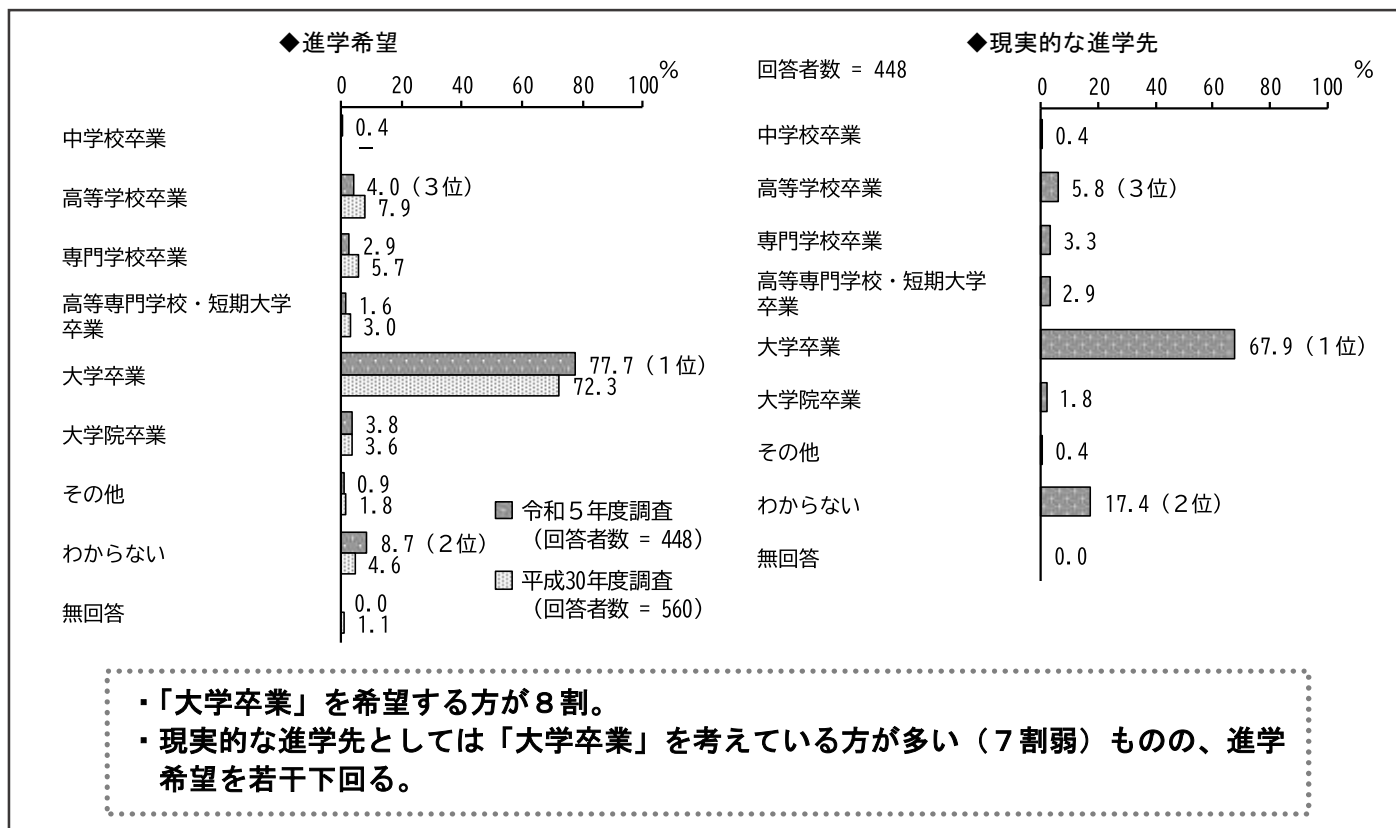 ◆進学希望
%
0 20 40 60 80 100
中学校卒業
0.4
－
高等学校卒業
4.0（３位）
7.9
専門学校卒業
2.9
5.7
高等専門学校・短期大学
卒業
1.6
3.0
大学卒業
77.7（１位）
72.3
大学院卒業
3.8
3.6
その他
0.9
1.8
わからない
8.7（２位）
4.6
無回答
0.0
1.1
令和５年度調査
（回答者数 = 448）
平成30年度調査
（回答者数 = 560）
◆現実的な進学先
回答者数 = 448
%
0 20 40 60 80 100
中学校卒業
0.4
高等学校卒業
5.8（３位）
専門学校卒業
3.3
高等専門学校・短期大学
卒業
2.9
大学卒業
67.9（１位）
大学院卒業
1.8
その他
0.4
わからない
17.4（２位）
無回答
0.0
・「大学卒業」を希望する方が８割。
・現実的な進学先としては「大学卒業」を考えている方が多い（７割弱）ものの、進学
希望を若干下回る。